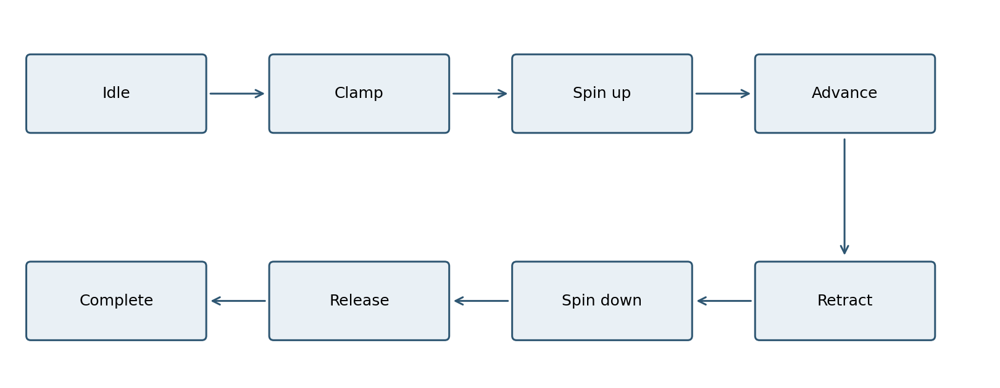 Idle
Clamp
Spin up
Advance
Complete
Release
Spin down
Retract